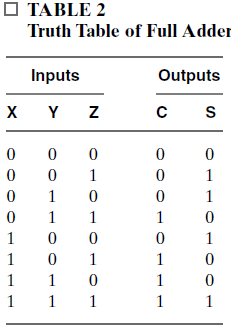 TABLE 2
Truth Table of Full Adder
Inputs Outputs
X Y Z C S
0 0 0 0 0
0 0 1 0 1
0 1 0 0 1
0 1 1 1 0
1 0 0 0 1
1 0 1 1 0
1 1 0 1 0
1 1 1 1 1